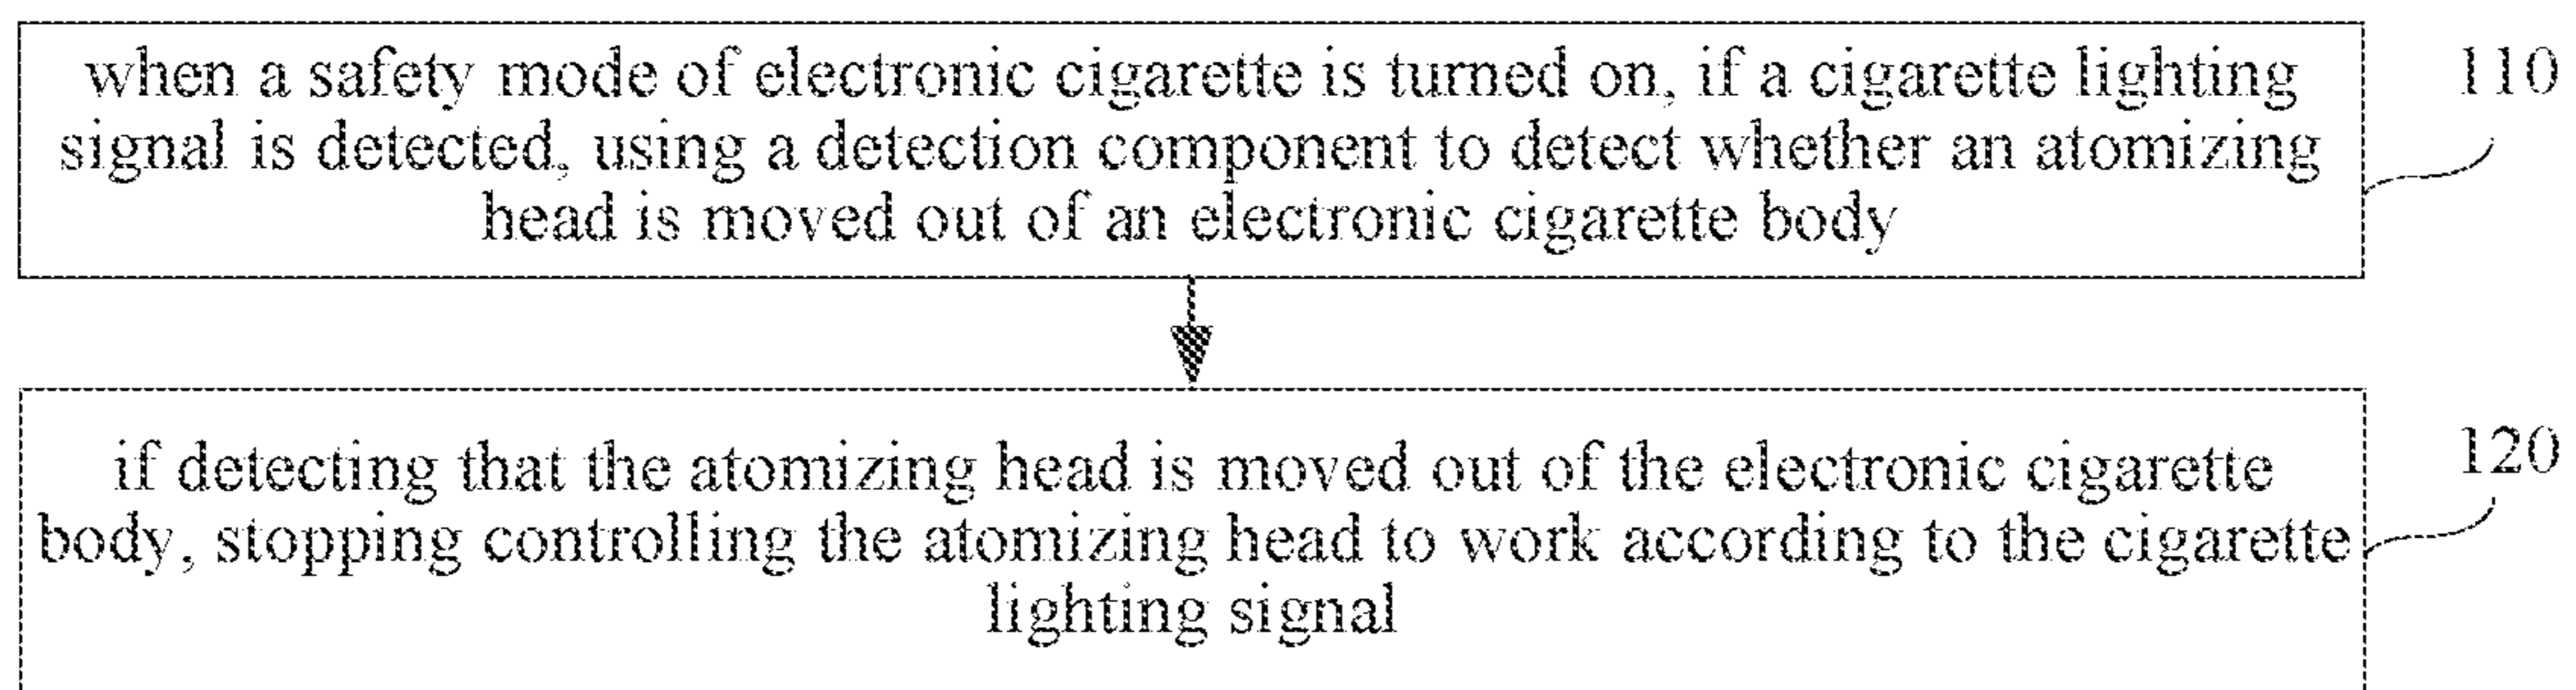 when a safety mode of electronic cigarette is turned on, if a cigarette lighting
signal is detected, using a detection component to detect whether an atomizing
head is moved out of an electronic cigarette body
110
if detecting that the atomizing head is moved out of the electronic cigarette
body, stopping controlling the atomizing head to work according to the cigarette
lighting signal
120